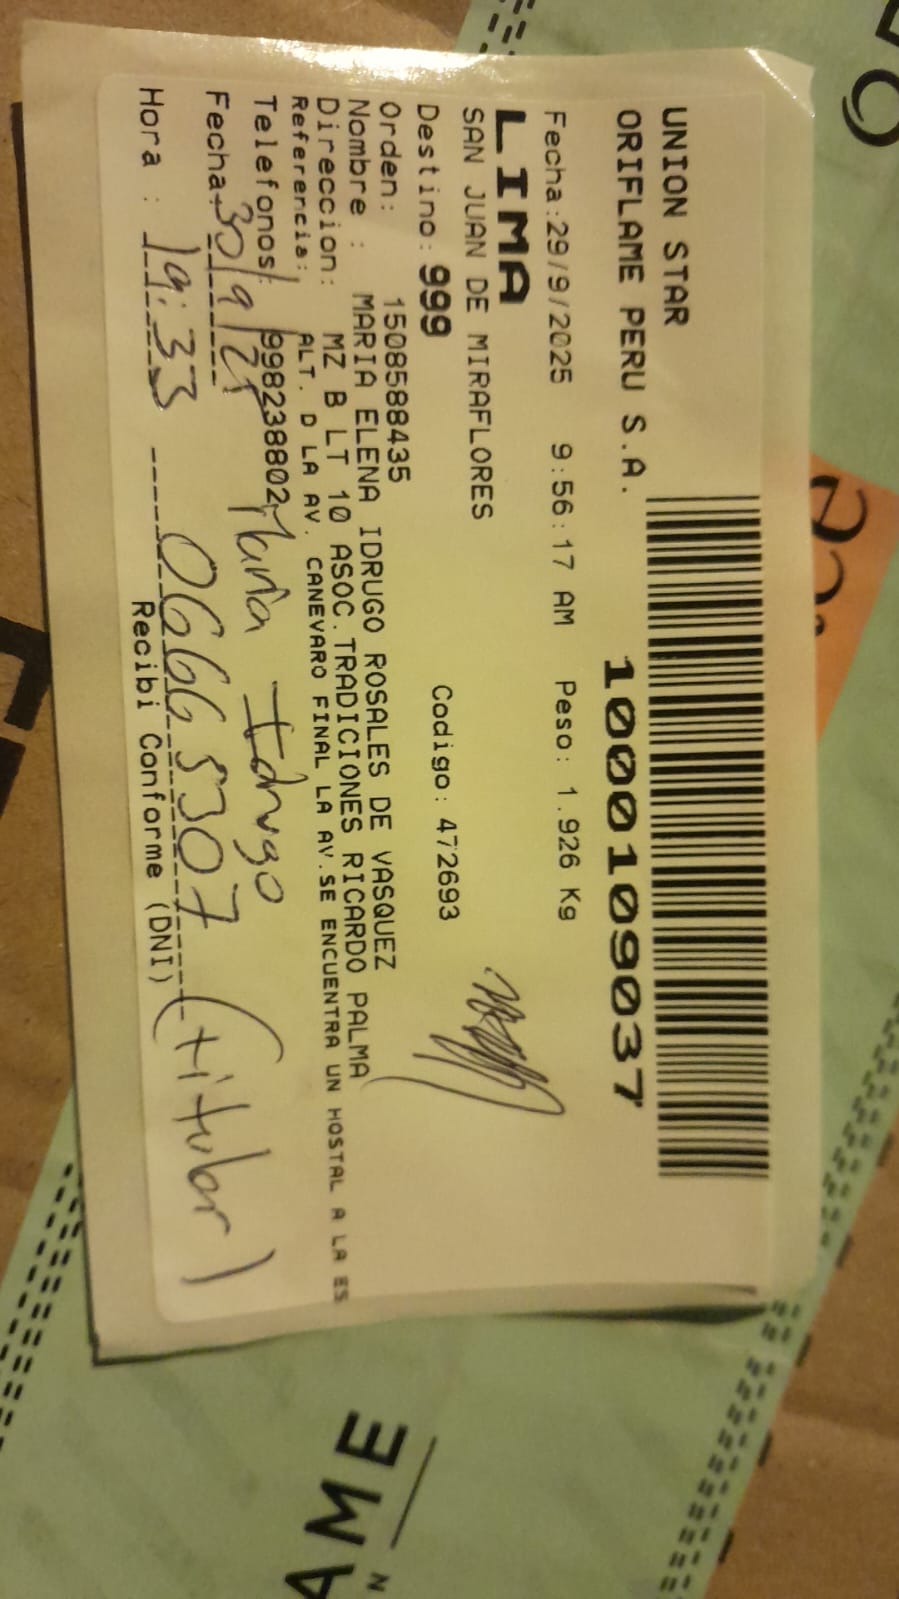 UNION STAR
ORIFLAME PERU S.A.
1000109037
Fecha:29/9/2025 9:56:17 AM Peso: 1.926 Kg
LIMA
SAN JUAN DE MIRAFLORES
Destino: 999 Codigo: 472693
Orden: 1508588435
Nombre : MARIA ELENA IDRUGO ROSALES DE VASQUEZ
Direccion: MZ B LT 10 ASOC.TRADICIONES RICARDO PALMA
Referencia: ALT. D LA AV. CANEVARO FINAL LA AV.SE ENCUENTRA UN HOSTAL A LA ES
Telefonos: 998238802
Maria Idrugo
Fecha: 30/9/25
Hora : 19:33 06665307 (titular)
Recibi Conforme (DNI)
AME
N